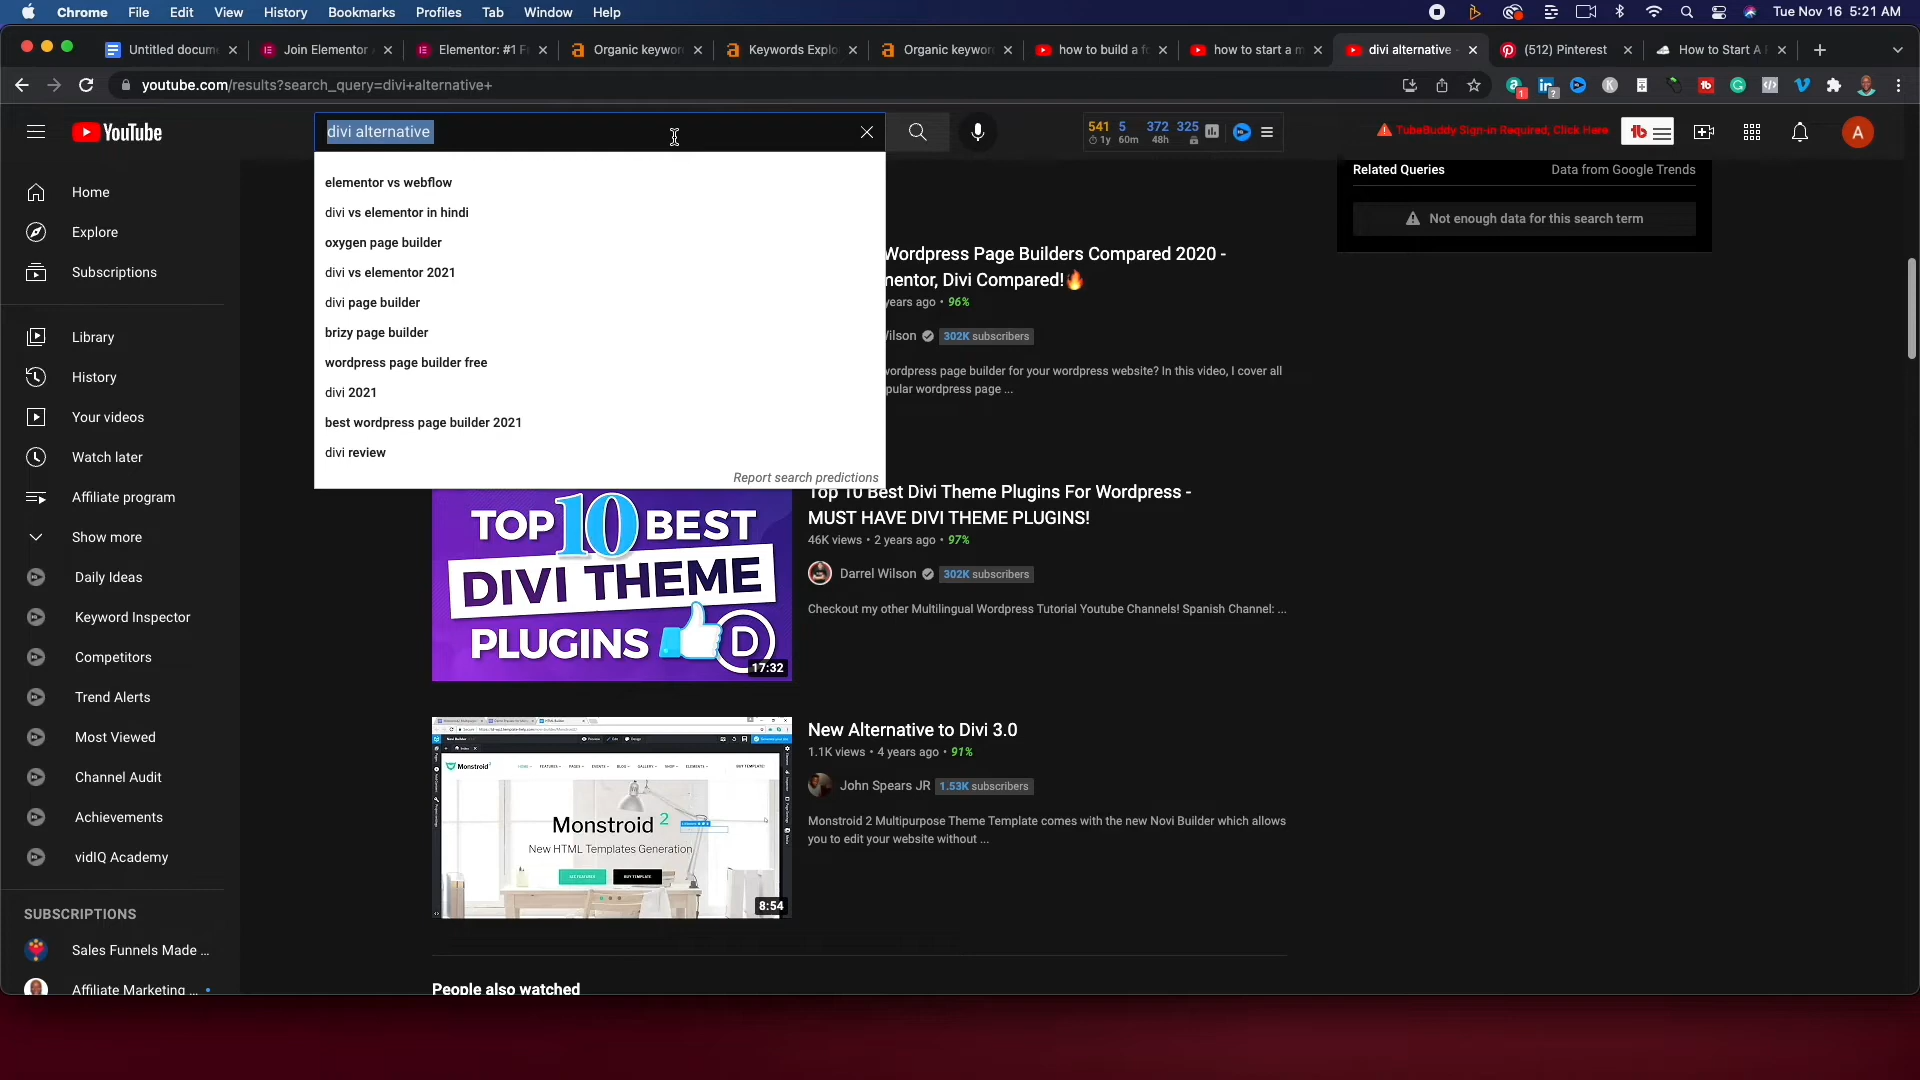 Chrome File Edit View History Bookmarks Profiles Tab Window Help Tue Nov 16 5:21 AM
Untitled docum Join Elementor Elementor: #1 F Organic keywor Keywords Explo Organic keywor how to build a f how to start a m divi alternative - (512) Pinterest How to Start A
youtube.com/results?search_query=divi+alternative+
YouTube
divi alternative
541 5 372 325
1y 60m 48h
TubeBuddy Sign-in Required, Click Here
tb
A
elementor vs webflow
divi vs elementor in hindi
oxygen page builder
divi vs elementor 2021
divi page builder
brizy page builder
wordpress page builder free
divi 2021
best wordpress page builder 2021
divi review
Report search predictions
Home
Explore
Subscriptions
Library
History
Your videos
Watch later
Affiliate program
Show more
Daily Ideas
Keyword Inspector
Competitors
Trend Alerts
Most Viewed
Channel Audit
Achievements
vidIQ Academy
SUBSCRIPTIONS
Sales Funnels Made ...
Affiliate Marketing ...
Related Queries Data from Google Trends
Not enough data for this search term
Wordpress Page Builders Compared 2020 -
mentor, Divi Compared!🔥
years ago • 96%
ilson 302K subscribers
wordpress page builder for your wordpress website? In this video, I cover all
pular wordpress page ...
TOP 10 BEST
DIVI THEME
PLUGINS D
17:32
Top 10 Best Divi Theme Plugins For Wordpress -
MUST HAVE DIVI THEME PLUGINS!
46K views • 2 years ago • 97%
Darrel Wilson 302K subscribers
Checkout my other Multilingual Wordpress Tutorial Youtube Channels! Spanish Channel: ...
Monstroid²
Monstroid 2
New HTML Templates Generation
BUY TEMPLATE
8:54
New Alternative to Divi 3.0
1.1K views • 4 years ago • 91%
John Spears JR 1.53K subscribers
Monstroid 2 Multipurpose Theme Template comes with the new Novi Builder which allows
you to edit your website without ...
People also watched